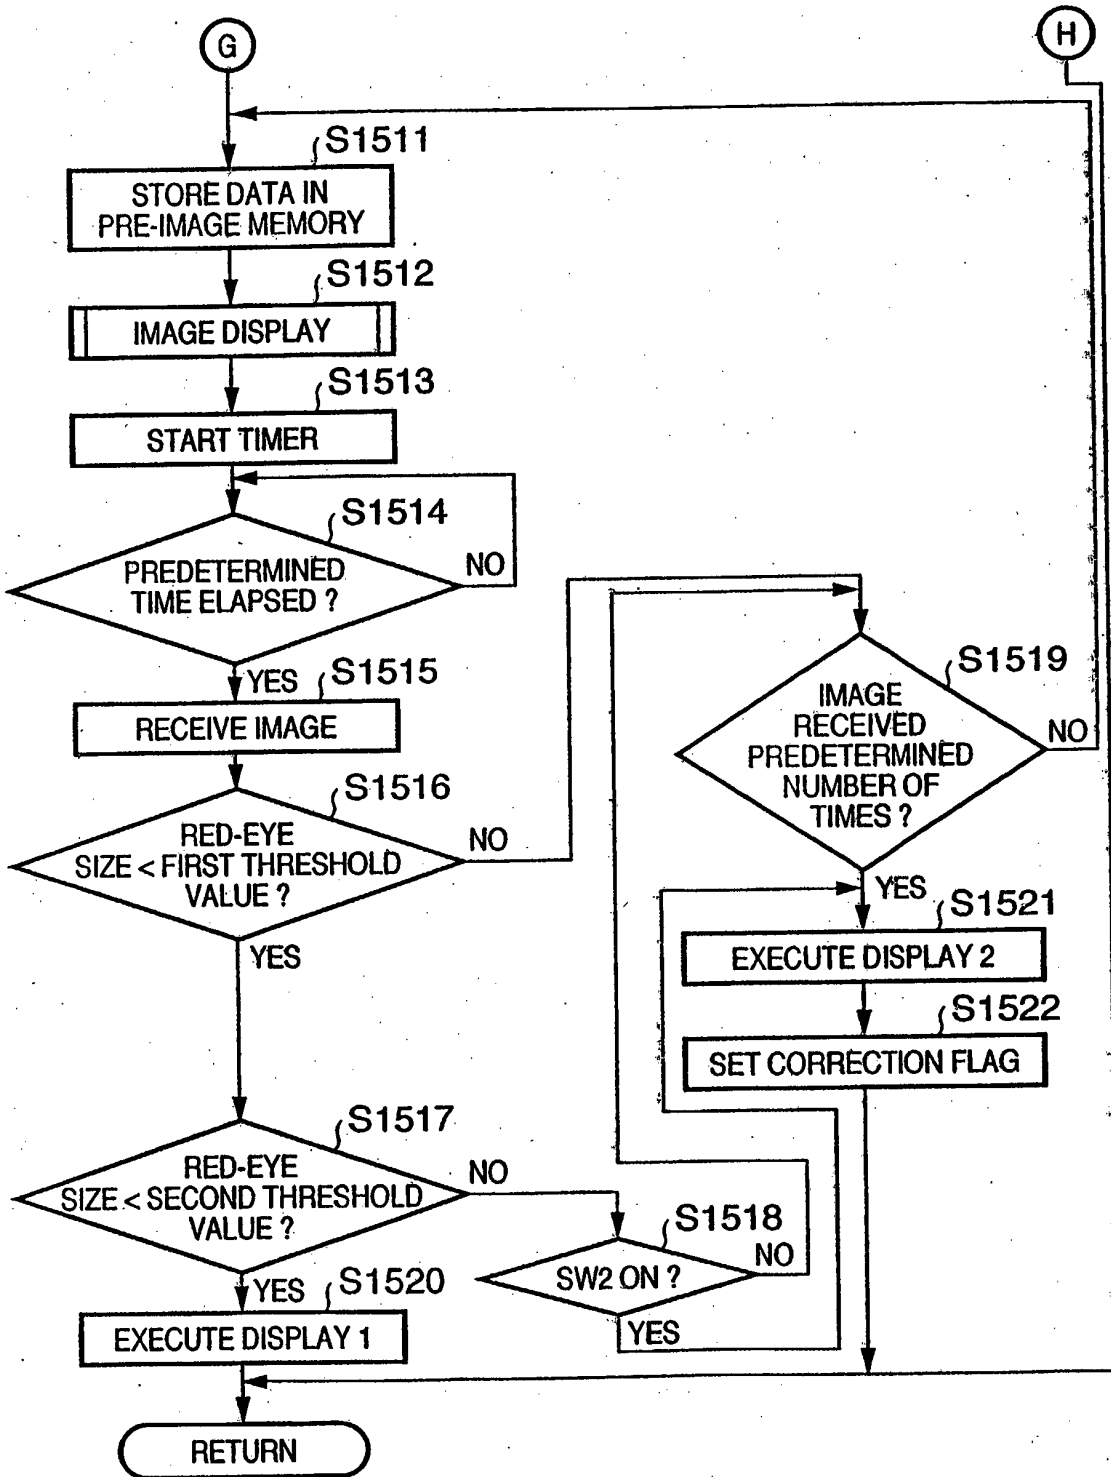 G
H
S1511
STORE DATA IN
PRE-IMAGE MEMORY
S1512
IMAGE DISPLAY
S1513
START TIMER
S1514
PREDETERMINED
TIME ELAPSED ?
NO
YES
S1515
RECEIVE IMAGE
S1516
RED-EYE
SIZE < FIRST THRESHOLD
VALUE ?
NO
YES
S1519
IMAGE
RECEIVED
PREDETERMINED
NUMBER OF
TIMES ?
NO
YES
S1521
EXECUTE DISPLAY 2
S1522
SET CORRECTION FLAG
S1517
RED-EYE
SIZE < SECOND THRESHOLD
VALUE ?
NO
YES
S1518
SW2 ON ?
NO
YES
S1520
EXECUTE DISPLAY 1
RETURN